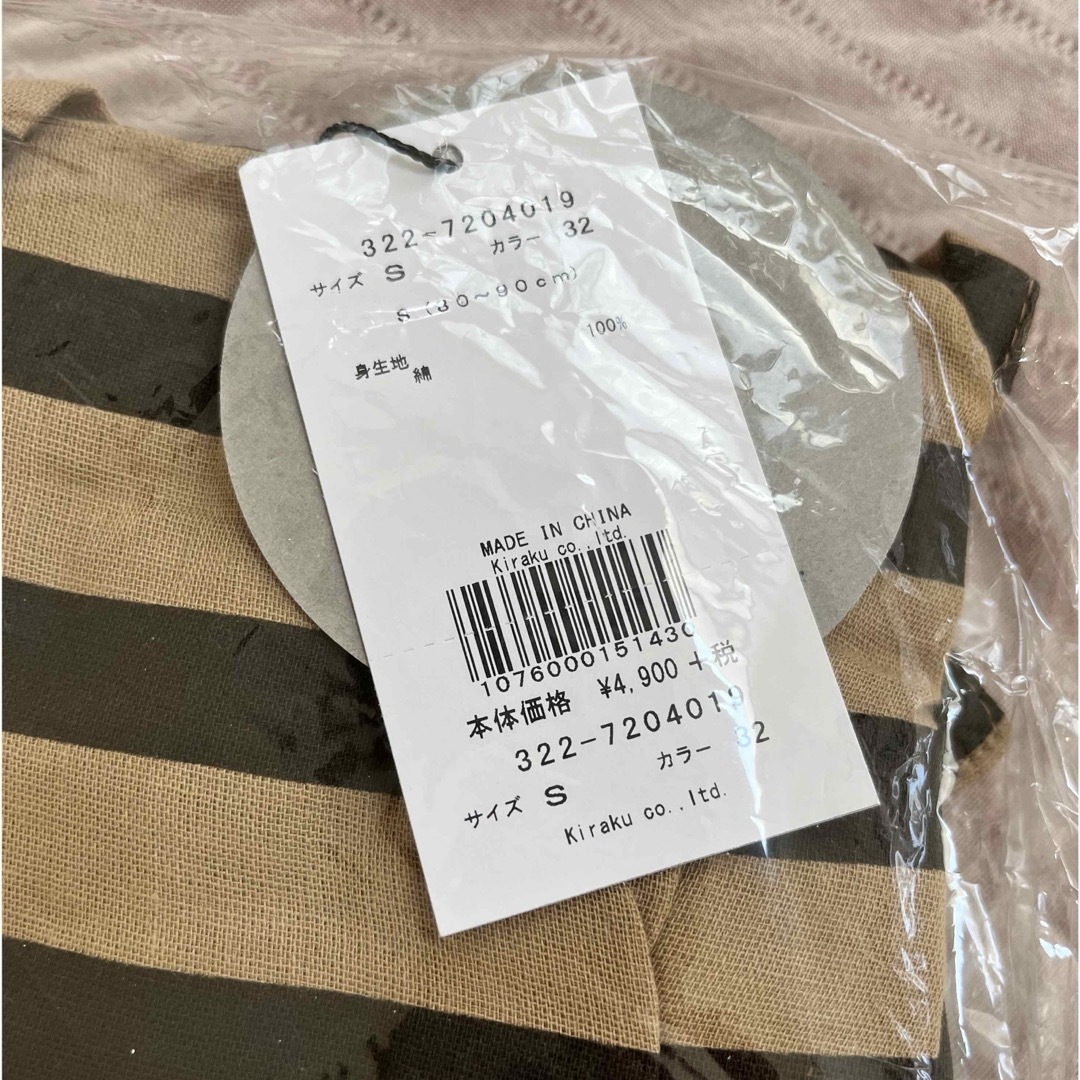 322-7204019
カラー 32
サイズ S
S (80~90cm)
身生地
綿 100%
MADE IN CHINA
Kiraku co.,ltd.
1076000151430
本体価格 ¥4,900 +税
322-7204019
カラー 32
サイズ S
Kiraku co.,ltd.